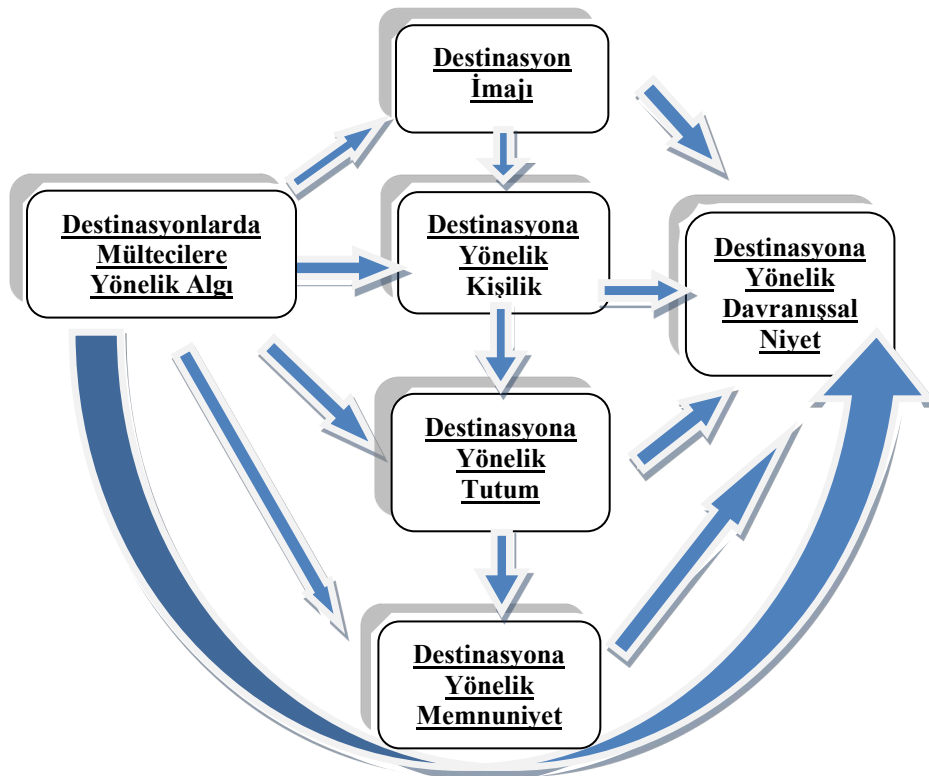 Destinasyon
İmajı
Destinasyonlarda
Mültecilere
Yönelik Algı
Destinasyona
Yönelik
Kişilik
Destinasyona
Yönelik
Davranışsal
Niyet
Destinasyona
Yönelik
Tutum
Destinasyona
Yönelik
Memnuniyet